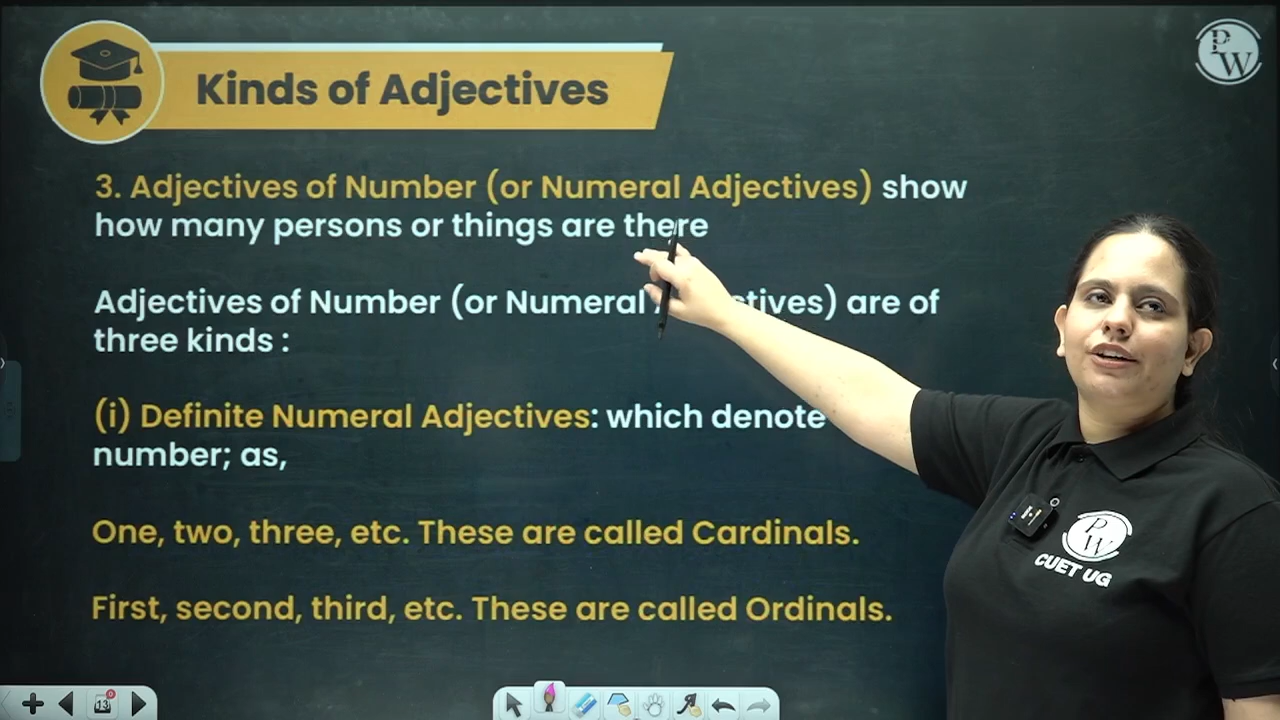 Kinds of Adjectives
PW
3. Adjectives of Number (or Numeral Adjectives) show
how many persons or things are there
Adjectives of Number (or Numeral ctives) are of
three kinds :
(i) Definite Numeral Adjectives: which denote
number; as,
One, two, three, etc. These are called Cardinals.
First, second, third, etc. These are called Ordinals.
PW
CUET UG
13